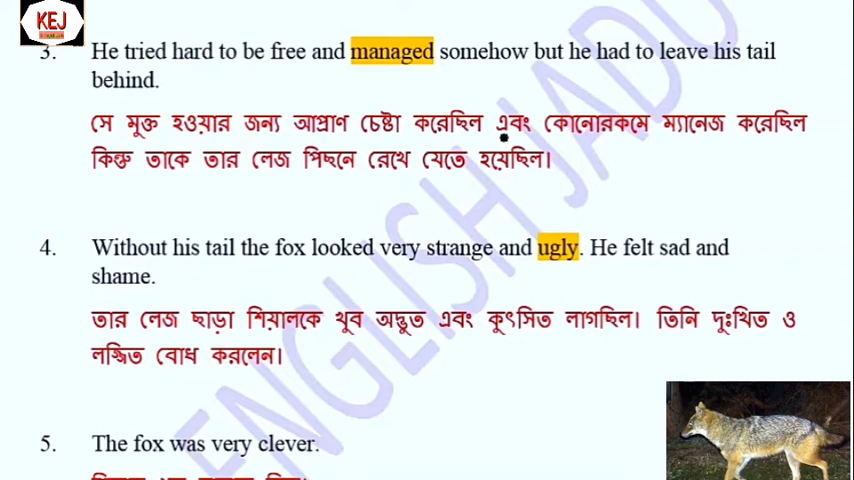 KEJ
3. He tried hard to be free and managed somehow but he had to leave his tail
behind.
সে মুক্ত হওয়ার জন্য আপ্রাণ চেষ্টা করেছিল এবং কোনোরকমে ম্যানেজ করেছিল
কিন্তু তাকে তার লেজ পিছনে রেখে যেতে হয়েছিল।
4. Without his tail the fox looked very strange and ugly. He felt sad and
shame.
তার লেজ ছাড়া শিয়ালকে খুব অদ্ভুত এবং কুৎসিত লাগছিল। তিনি দুঃখিত ও
লজ্জিত বোধ করলেন।
5. The fox was very clever.
ENGLISH JADU